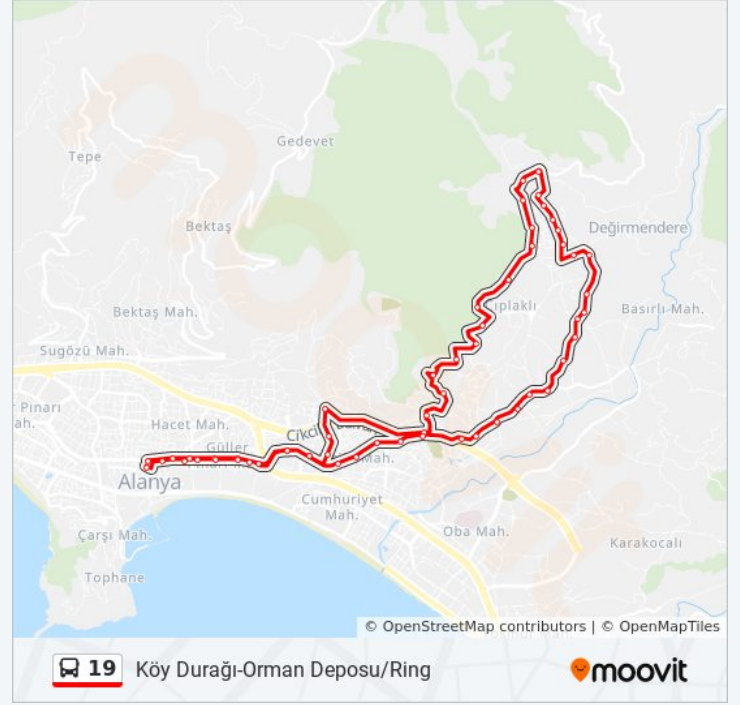 Gedevet
Tepe
Bektaş
Değirmendere
Çıplaklı
Bektaş Mah.
Basırlı Mah.
Sugözü Mah.
Pınarı
ah.
Hacet Mah.
Güller
Mah.
Alanya
Cumhuriyet
Mah.
Çarşı Mah.
Oba Mah.
Karakocalı
Tophane
© OpenStreetMap contributors | © OpenMapTiles
19 Köy Durağı-Orman Deposu/Ring
moovit